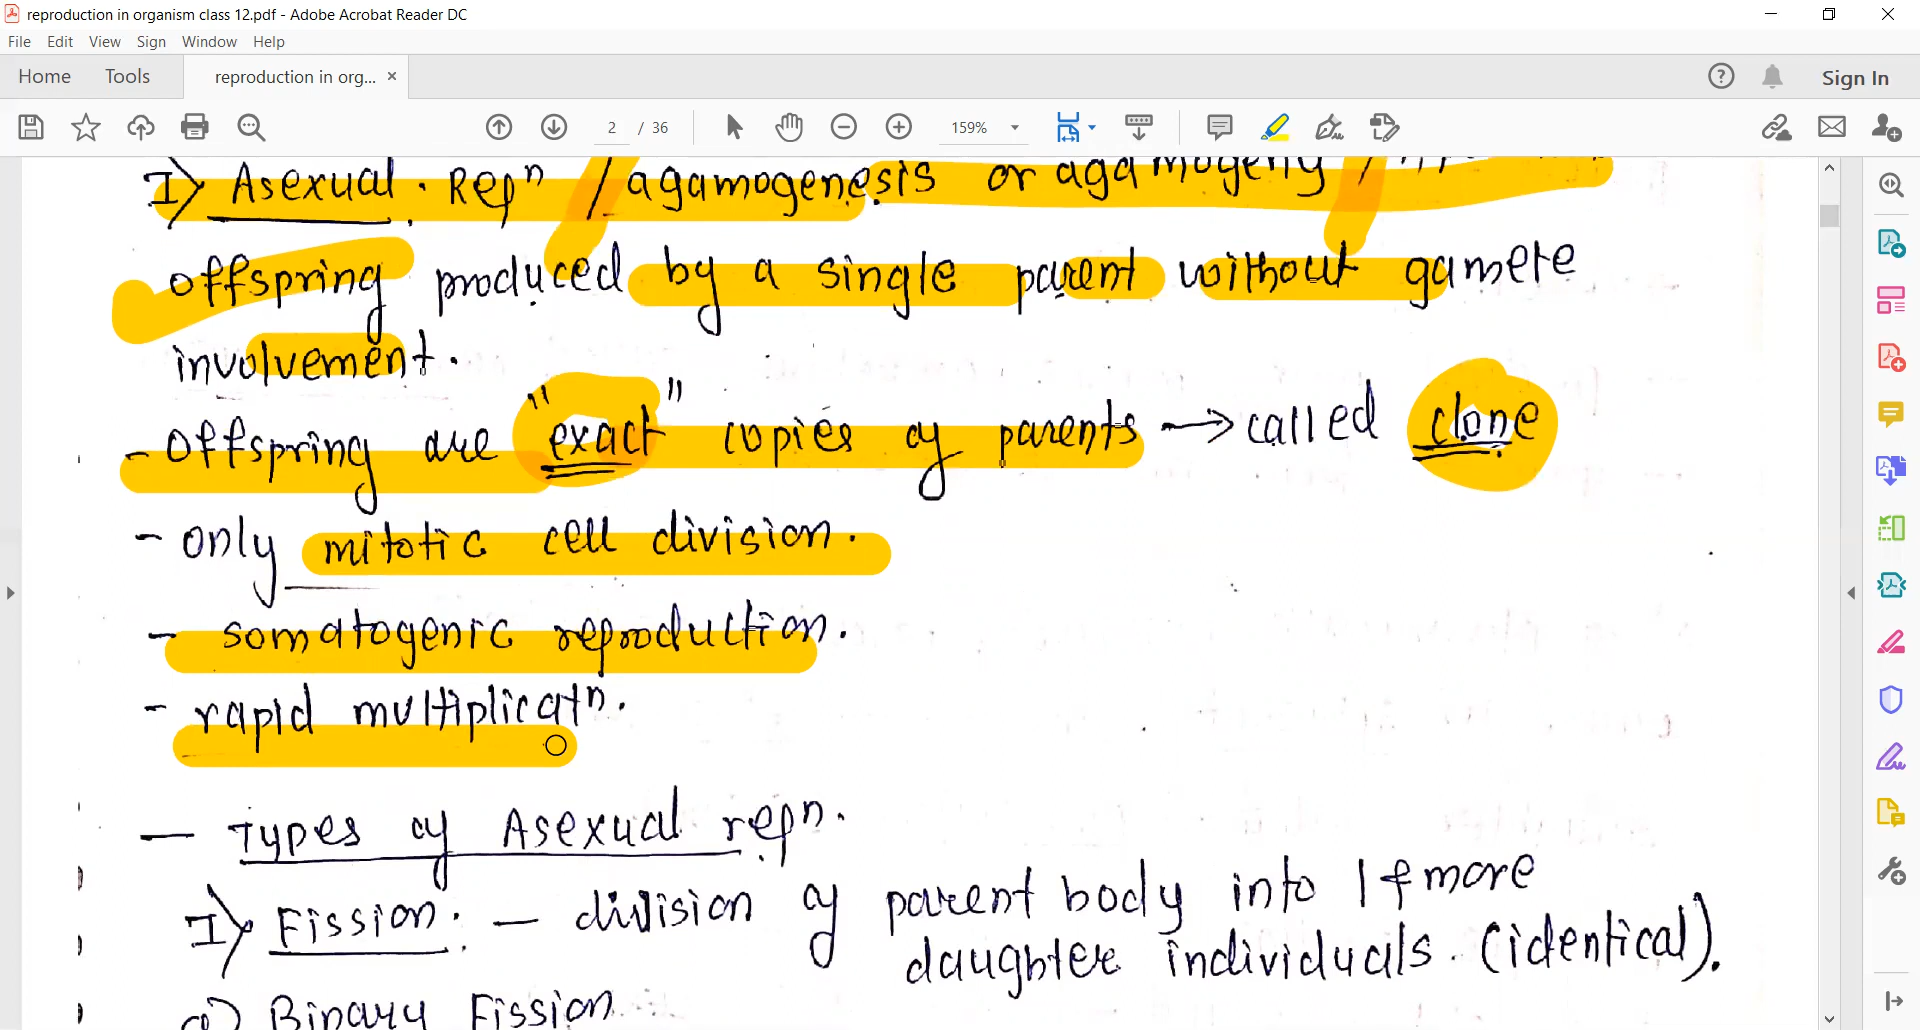 reproduction in organism class 12.pdf - Adobe Acrobat Reader DC
File Edit View Sign Window Help
Home Tools reproduction in org... × Sign In
2 / 36 159%
I) Asexual. Repⁿ / agamogenesis or agamogeny /
offspring produced by a single parent without gamete
involvement.
- offspring are "exact" copies of parents → called clone
- only mitotic cell division.
- somatogenic reproduction.
- rapid multiplicatⁿ.
— Types of Asexual repⁿ.
I) Fission: — division of parent body into 1 & more
daughter individuals. (identical).
a) Binary Fission